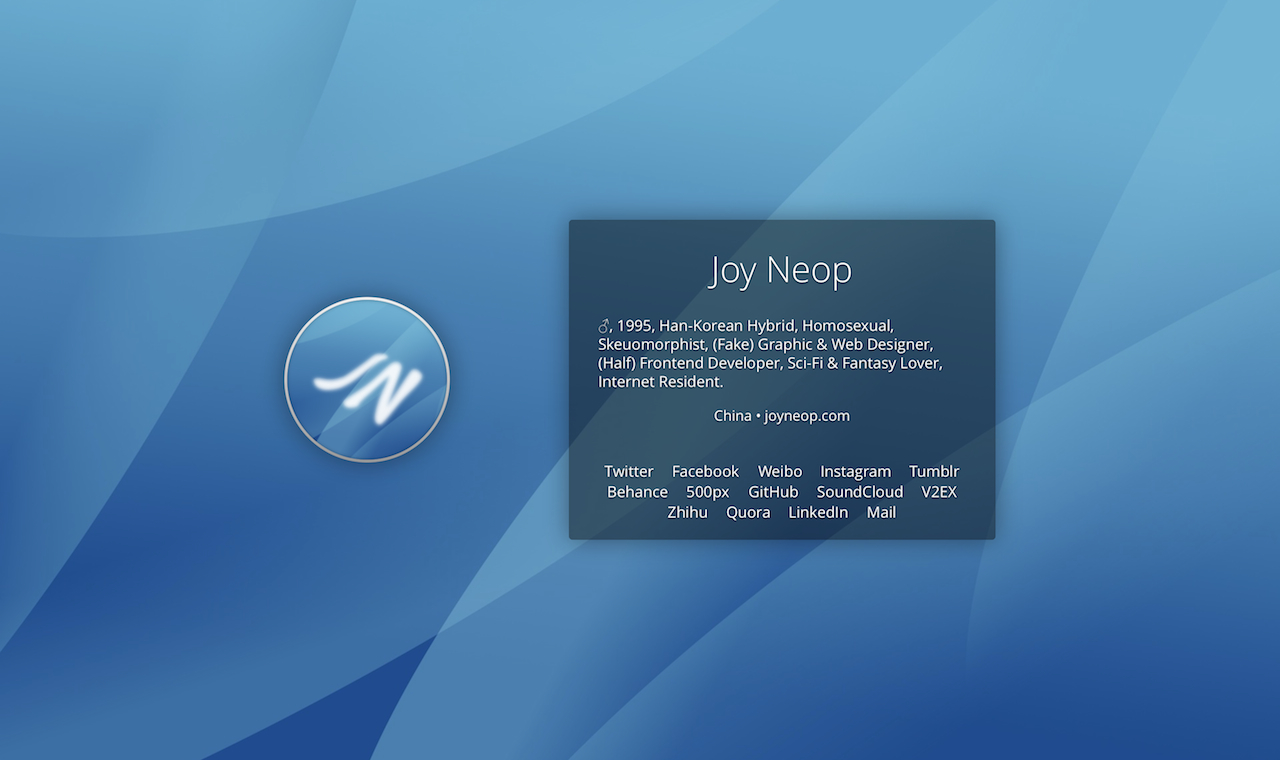 JN
Joy Neop
♂, 1995, Han-Korean Hybrid, Homosexual,
Skeuomorphist, (Fake) Graphic & Web Designer,
(Half) Frontend Developer, Sci-Fi & Fantasy Lover,
Internet Resident.
China • joyneop.com
Twitter Facebook Weibo Instagram Tumblr
Behance 500px GitHub SoundCloud V2EX
Zhihu Quora LinkedIn Mail